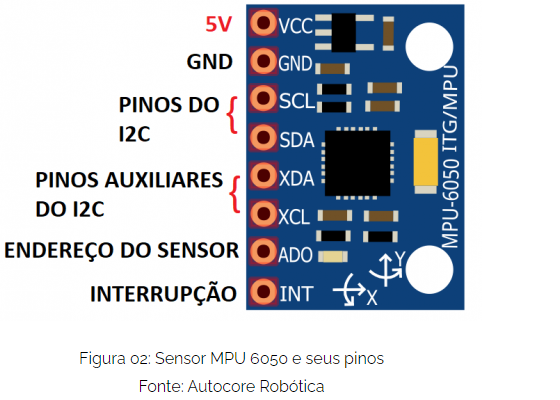 5V
VCC
GND
GND
PINOS DO
I2C
SCL
SDA
PINOS AUXILIARES
DO I2C
XDA
XCL
ENDEREÇO DO SENSOR
ADO
INTERRUPÇÃO
INT
MPU-6050 ITG/MPU
Y
X
Figura 02: Sensor MPU 6050 e seus pinos
Fonte: Autocore Robótica